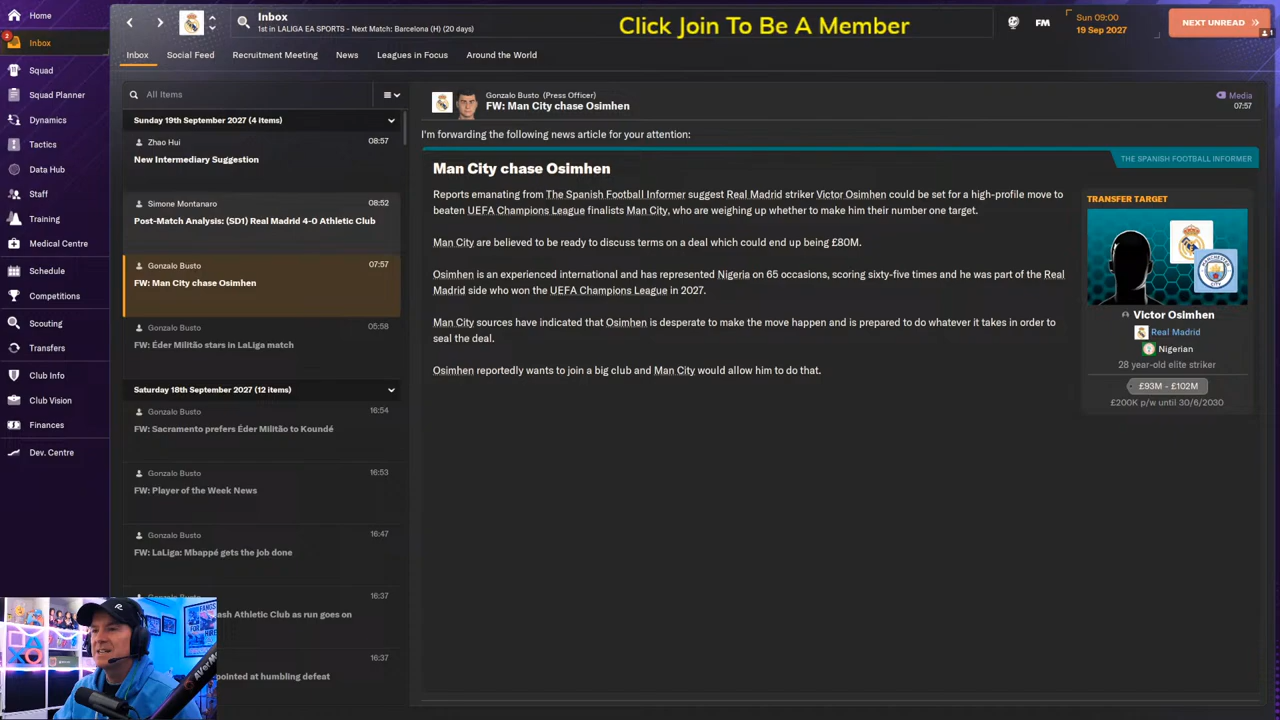 Home
Inbox
1st in LALIGA EA SPORTS - Next Match: Barcelona (H) (20 days)
Click Join To Be A Member
FM
Sun 09:00
19 Sep 2027
NEXT UNREAD
1
2
Inbox
Squad
Squad Planner
Dynamics
Tactics
Data Hub
Staff
Training
Medical Centre
Schedule
Competitions
Scouting
Transfers
Club Info
Club Vision
Finances
Dev. Centre
Inbox
Social Feed
Recruitment Meeting
News
Leagues in Focus
Around the World
All Items
Sunday 19th September 2027 (4 items)
Zhao Hui
08:57
New Intermediary Suggestion
Simone Montanaro
08:52
Post-Match Analysis: (SD1) Real Madrid 4-0 Athletic Club
Gonzalo Busto
07:57
FW: Man City chase Osimhen
Gonzalo Busto
05:58
FW: Éder Militão stars in LaLiga match
Saturday 18th September 2027 (12 items)
Gonzalo Busto
16:54
FW: Sacramento prefers Éder Militão to Koundé
Gonzalo Busto
16:53
FW: Player of the Week News
Gonzalo Busto
16:47
FW: LaLiga: Mbappé gets the job done
16:37
ash Athletic Club as run goes on
16:37
pointed at humbling defeat
Gonzalo Busto (Press Officer)
FW: Man City chase Osimhen
Media
07:57
I'm forwarding the following news article for your attention:
THE SPANISH FOOTBALL INFORMER
Man City chase Osimhen
Reports emanating from The Spanish Football Informer suggest Real Madrid striker Victor Osimhen could be set for a high-profile move to
beaten UEFA Champions League finalists Man City, who are weighing up whether to make him their number one target.
Man City are believed to be ready to discuss terms on a deal which could end up being £80M.
Osimhen is an experienced international and has represented Nigeria on 65 occasions, scoring sixty-five times and he was part of the Real
Madrid side who won the UEFA Champions League in 2027.
Man City sources have indicated that Osimhen is desperate to make the move happen and is prepared to do whatever it takes in order to
seal the deal.
Osimhen reportedly wants to join a big club and Man City would allow him to do that.
TRANSFER TARGET
Victor Osimhen
Real Madrid
Nigerian
28 year-old elite striker
£93M - £102M
£200K p/w until 30/6/2030